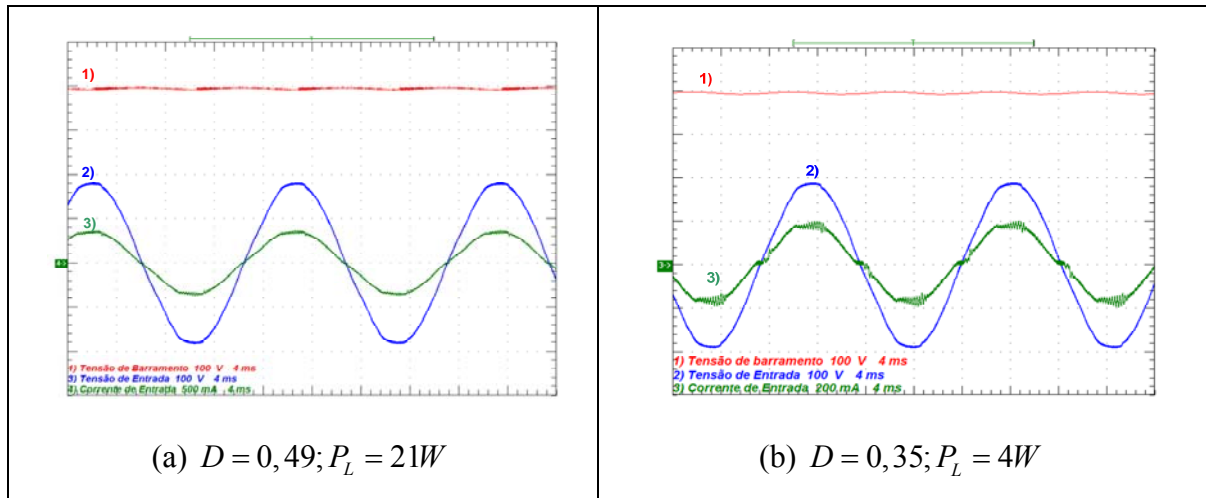 1)
2)
3)
1) Tensão de Barramento 100 V 4 ms
3) Tensão de Entrada 100 V 4 ms
4) Corrente de Entrada 500 mA 4 ms
(a) D = 0,49; P_L = 21W
1)
2)
3)
1) Tensão de barramento 100 V 4 ms
2) Tensão de Entrada 100 V 4 ms
3) Corrente de Entrada 200 mA 4 ms
(b) D = 0,35; P_L = 4W